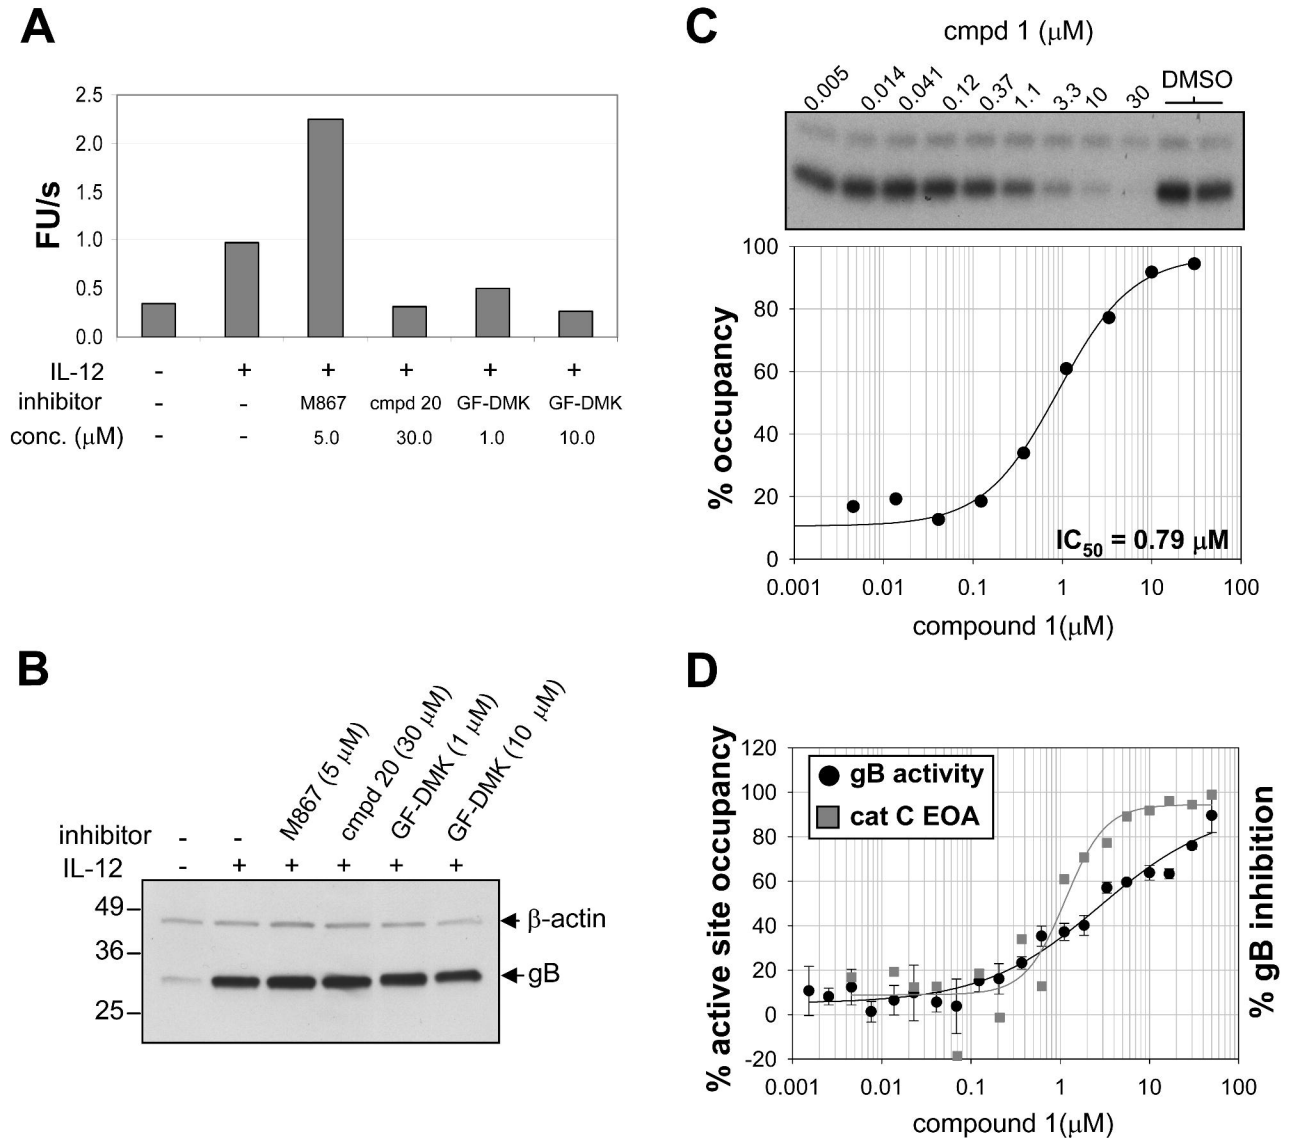 A
2.5
2.0
1.5
1.0
0.5
0.0
FU/s
IL-12 - + + + + +
inhibitor - - M867 cmpd 20 GF-DMK GF-DMK
conc. (μM) - - 5.0 30.0 1.0 10.0
B
inhibitor - - M867 (5 μM) cmpd 20 (30 μM) GF-DMK (1 μM) GF-DMK (10 μM)
IL-12 - + + + + +
49
36
25
β-actin
gB
C
cmpd 1 (μM)
0.005 0.014 0.041 0.12 0.37 1.1 3.3 10 30 DMSO
100
80
60
40
20
0
% occupancy
IC50 = 0.79 μM
0.001 0.01 0.1 1 10 100
compound 1(μM)
D
120
100
80
60
40
20
0
-20
% active site occupancy
gB activity
cat C EOA
% gB inhibition
0.001 0.01 0.1 1 10 100
compound 1(μM)